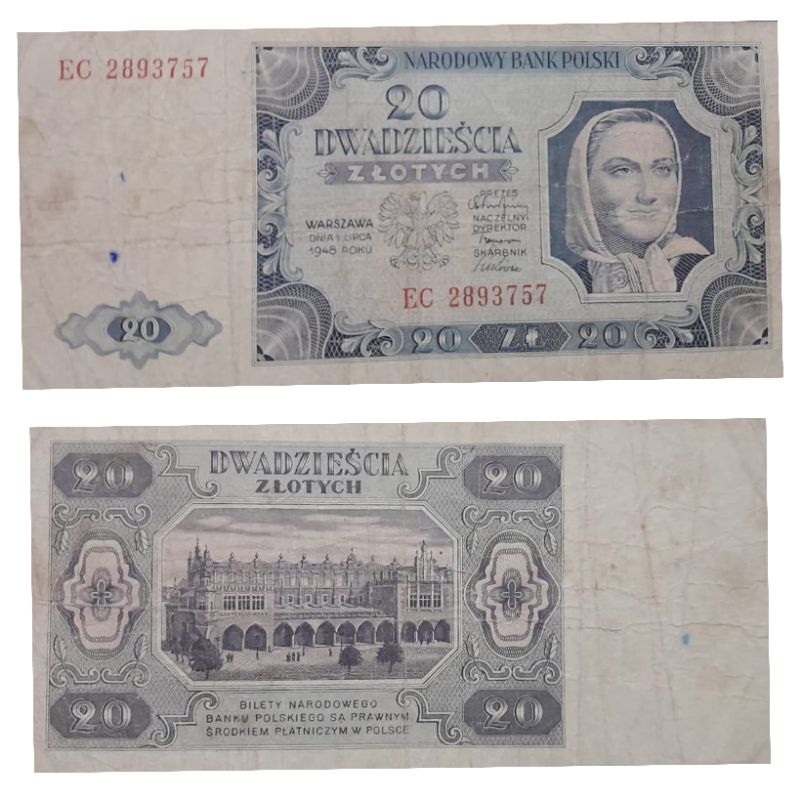 EC 2893757
NARODOWY BANK POLSKI
20
DWADZIEŚCIA
ZŁOTYCH
WARSZAWA
DNIA 1 LIPCA
1948 ROKU
PREZES
NACZELNY
DYREKTOR
SKARBNIK
EC 2893757
20
20 ZŁ 20
DWADZIEŚCIA
ZŁOTYCH
20 20
BILETY NARODOWEGO
BANKU POLSKIEGO SĄ PRAWNYM
ŚRODKIEM PŁATNICZYM W POLSCE
20 20